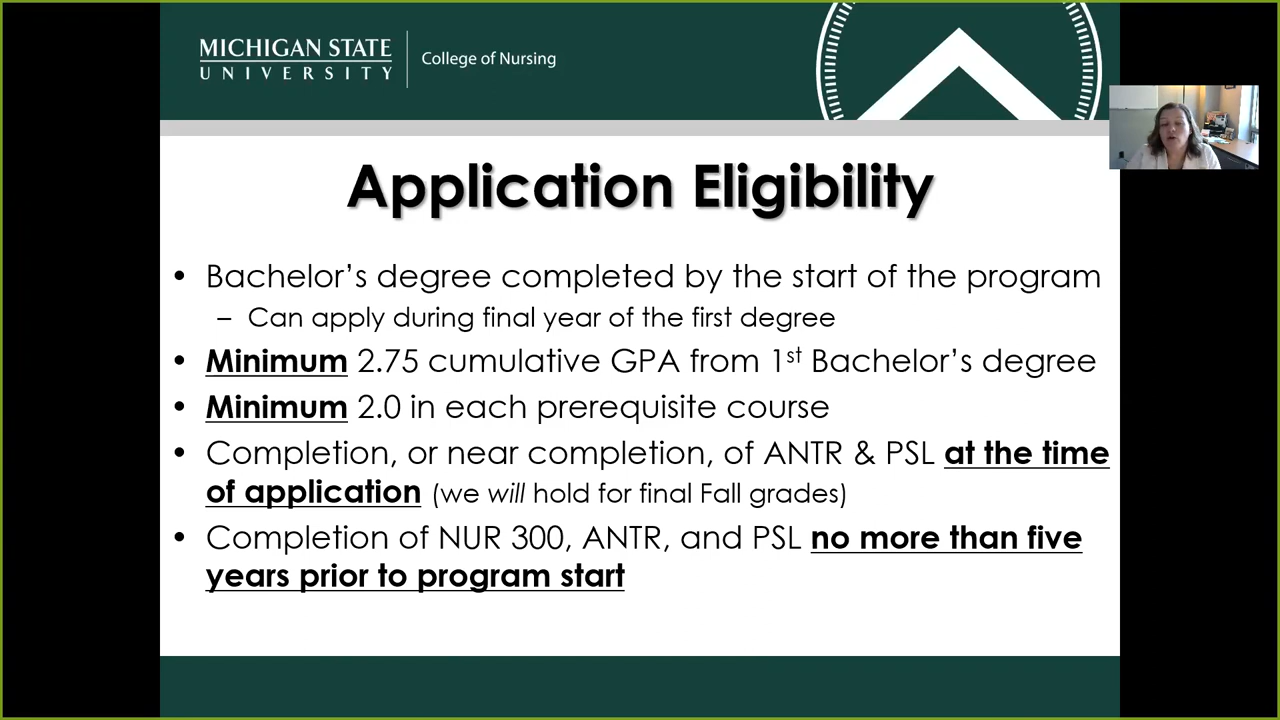 MICHIGAN STATE
UNIVERSITY
College of Nursing
Application Eligibility
• Bachelor’s degree completed by the start of the program
– Can apply during final year of the first degree
• Minimum 2.75 cumulative GPA from 1st Bachelor’s degree
• Minimum 2.0 in each prerequisite course
• Completion, or near completion, of ANTR & PSL at the time
of application (we will hold for final Fall grades)
• Completion of NUR 300, ANTR, and PSL no more than five
years prior to program start